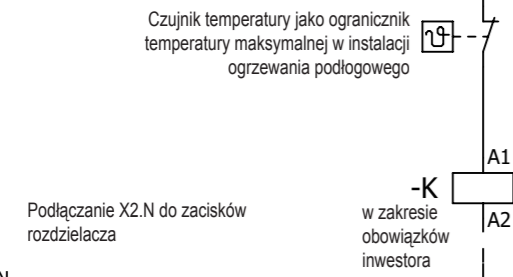 Czujnik temperatury jako ogranicznik
temperatury maksymalnej w instalacji
ogrzewania podłogowego
ϑ
A1
-K
A2
Podłączanie X2.N do zacisków
rozdzielacza
w zakresie
obowiązków
inwestora